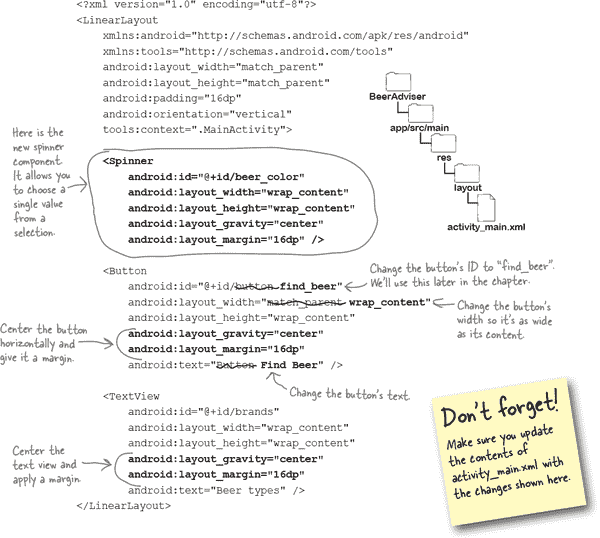 <?xml version="1.0" encoding="utf-8"?>
<LinearLayout
xmlns:android="http://schemas.android.com/apk/res/android"
xmlns:tools="http://schemas.android.com/tools"
android:layout_width="match_parent"
android:layout_height="match_parent"
android:padding="16dp"
android:orientation="vertical"
tools:context=".MainActivity">
BeerAdviser
app/src/main
res
layout
activity_main.xml
Here is the
new spinner
component.
It allows you
to choose a
single value
from a
selection.
<Spinner
android:id="@+id/beer_color"
android:layout_width="wrap_content"
android:layout_height="wrap_content"
android:layout_gravity="center"
android:layout_margin="16dp" />
<Button
android:id="@+id/button find_beer"
android:layout_width="match_parent wrap_content"
android:layout_height="wrap_content"
android:layout_gravity="center"
android:layout_margin="16dp"
android:text="Button Find Beer" />
Change the button's ID to "find_beer".
We'll use this later in the chapter.
Change the button's
width so it's as wide
as its content.
Center the button
horizontally and
give it a margin.
Change the button's text.
<TextView
android:id="@+id/brands"
android:layout_width="wrap_content"
android:layout_height="wrap_content"
android:layout_gravity="center"
android:layout_margin="16dp"
android:text="Beer types" />
</LinearLayout>
Center the
text view and
apply a margin.
Don't forget!
Make sure you update
the contents of
activity_main.xml with
the changes shown here.